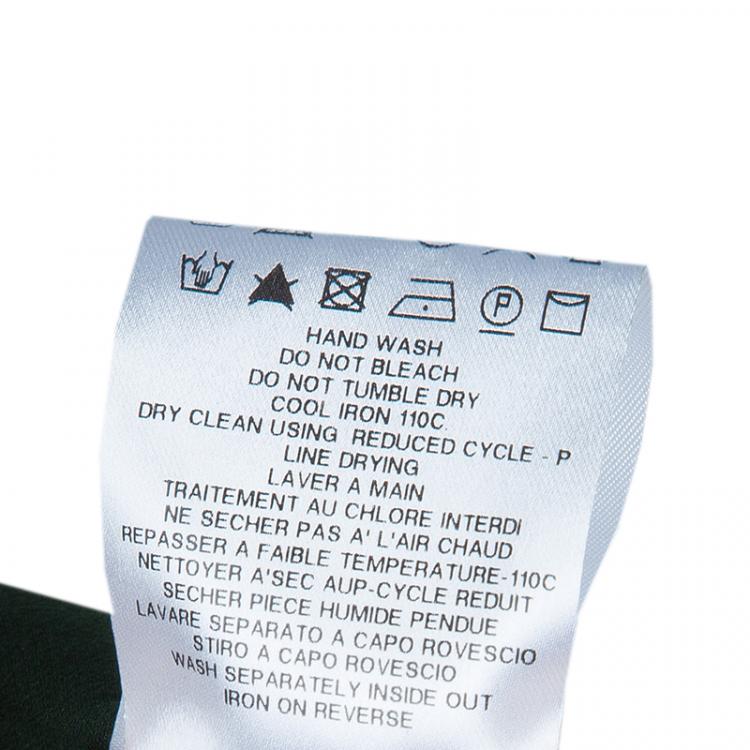 P
HAND WASH
DO NOT BLEACH
DO NOT TUMBLE DRY
COOL IRON 110C.
DRY CLEAN USING REDUCED CYCLE - P
LINE DRYING
LAVER A MAIN
TRAITEMENT AU CHLORE INTERDI
NE SECHER PAS A' L'AIR CHAUD
REPASSER A FAIBLE TEMPERATURE-110C
NETTOYER A'SEC AUP-CYCLE REDUIT
SECHER PIECE HUMIDE PENDUE
LAVARE SEPARATO A CAPO ROVESCIO
STIRO A CAPO ROVESCIO
WASH SEPARATELY INSIDE OUT
IRON ON REVERSE